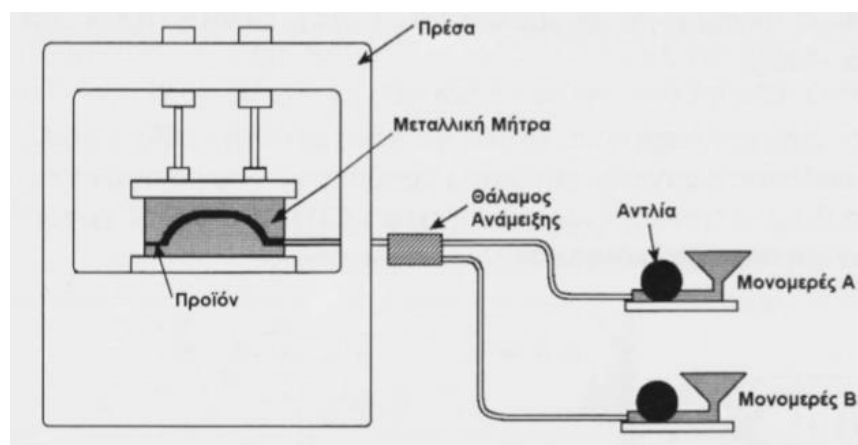 Πρέσα
Μεταλλική Μήτρα
Θάλαμος
Ανάμειξης
Αντλία
Μονομερές Α
Προϊόν
Μονομερές Β